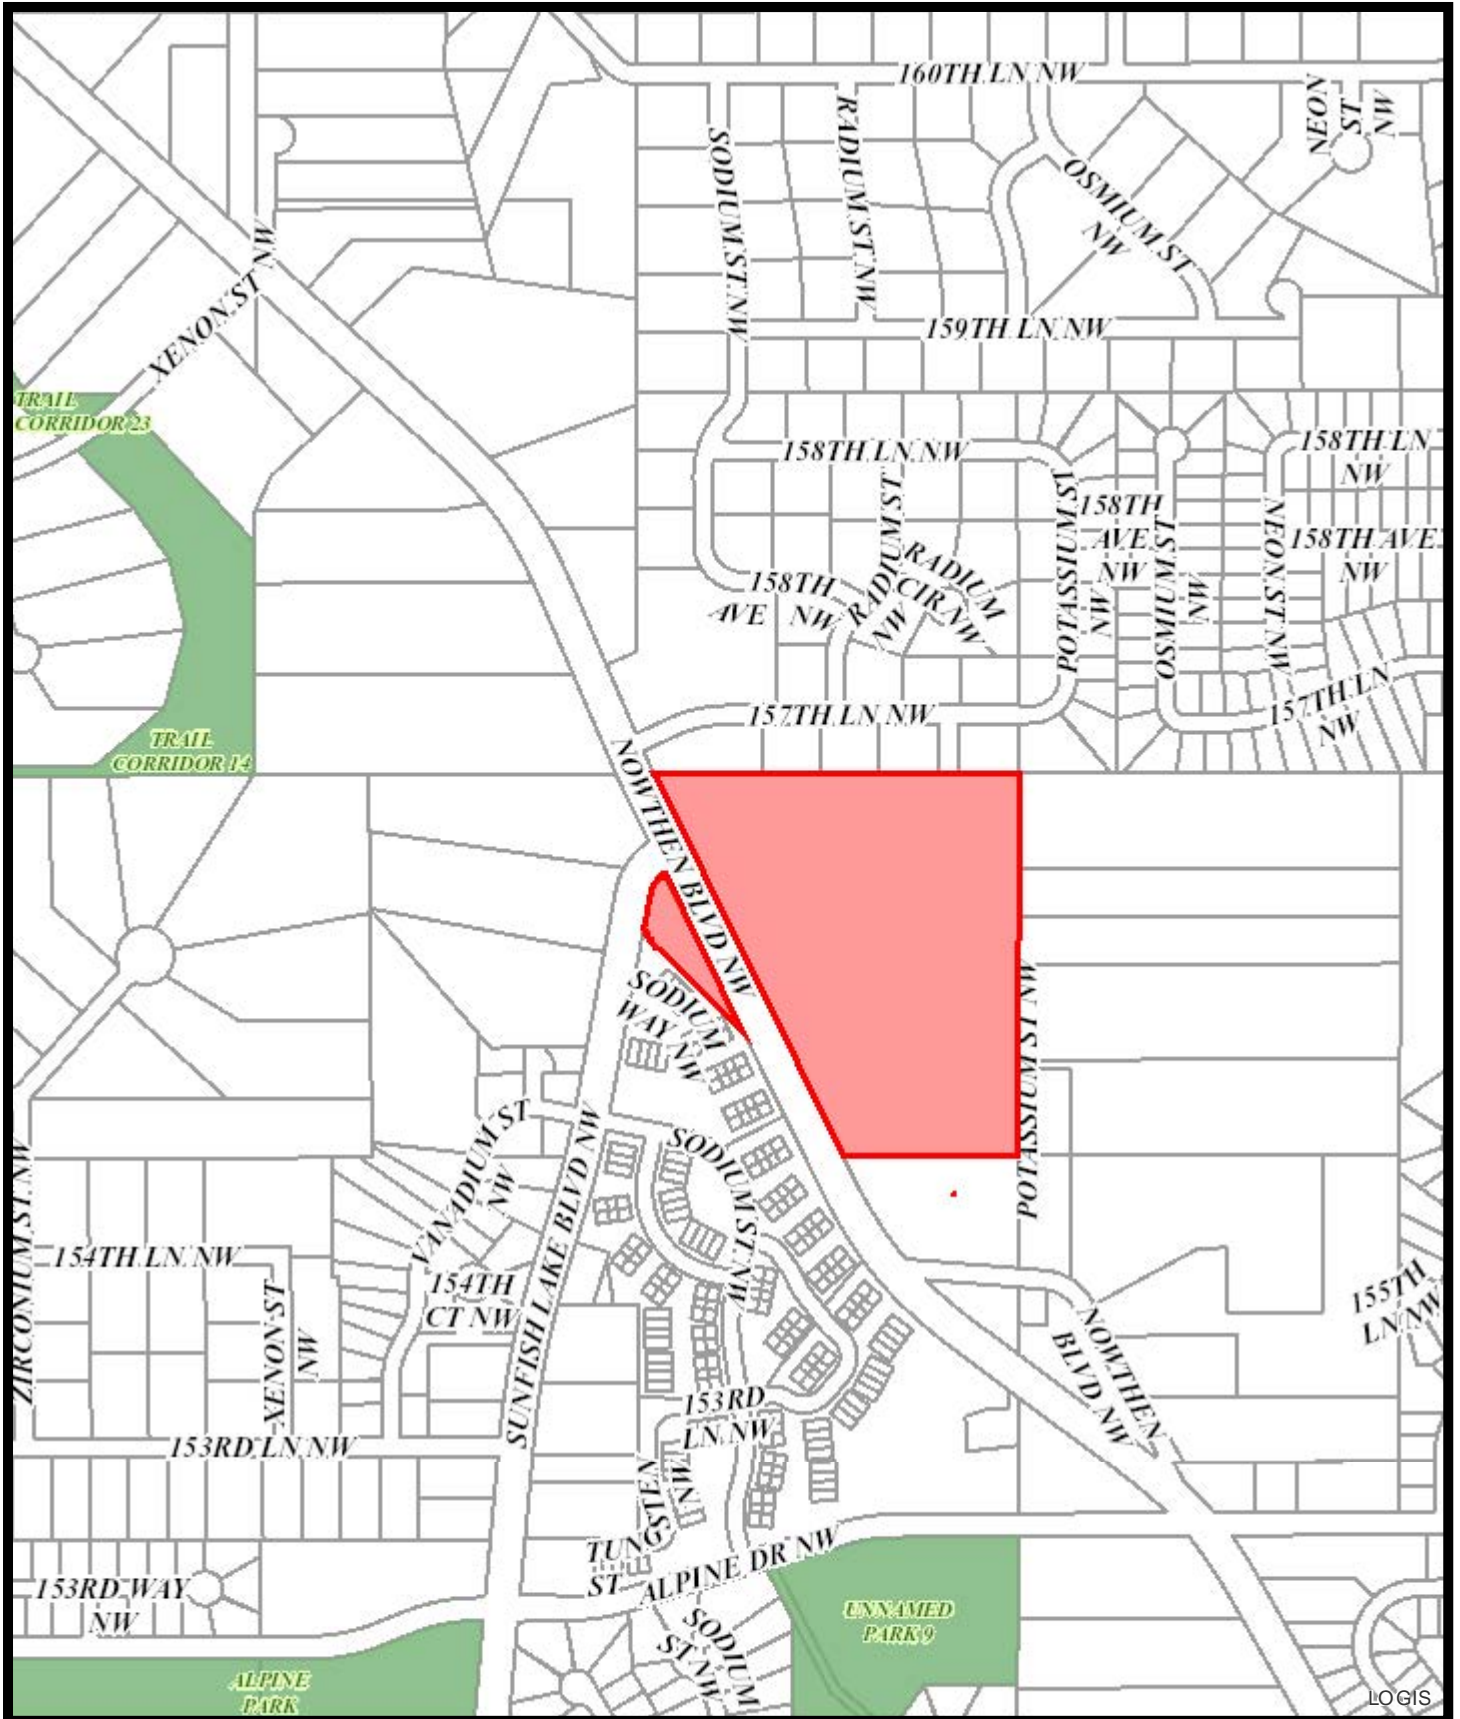 160TH LN NW
NEON
ST
NW
SODIUM ST NW
RADIUM ST NW
OSMIUM ST
NW
XENON ST NW
159TH LN NW
TRAIL
CORRIDOR 23
158TH LN NW
158TH LN
NW
POTASSIUM ST
NW
158TH
AVE
NW
OSMIUM ST
NW
NEON ST NW
158TH AVE
NW
RADIUM ST
NW
RADIUM
CIR NW
158TH
AVE NW
157TH LN NW
157TH LN
NW
TRAIL
CORRIDOR 14
NOWTHEN BLVD NW
SODIUM
WAY NW
POTASSIUM ST NW
VANADIUM ST
NW
SODIUM ST NW
SUNFISH LAKE BLVD NW
ZIRCONIUM ST NW
154TH LN NW
154TH
CT NW
XENON ST
NW
155TH
LN NW
NOWTHEN
BLVD NW
153RD
LN NW
153RD LN NW
TUNGSTEN
ST NW
ALPINE DR NW
153RD WAY
NW
SODIUM
ST NW
UNNAMED
PARK 9
ALPINE
PARK
LOGIS